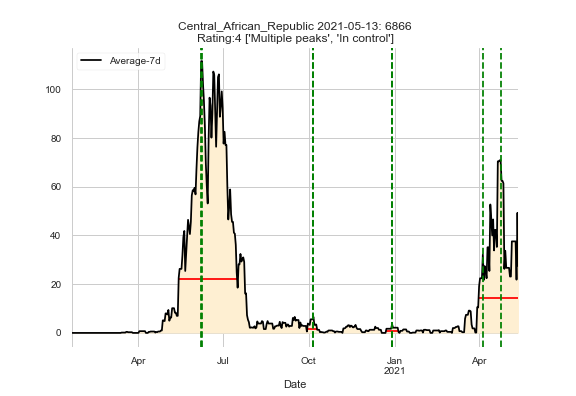 Central_African_Republic 2021-05-13: 6866
Rating:4 ['Multiple peaks', 'In control']
Average-7d
100
80
60
40
20
0
Apr Jul Oct Jan Apr
2021
Date